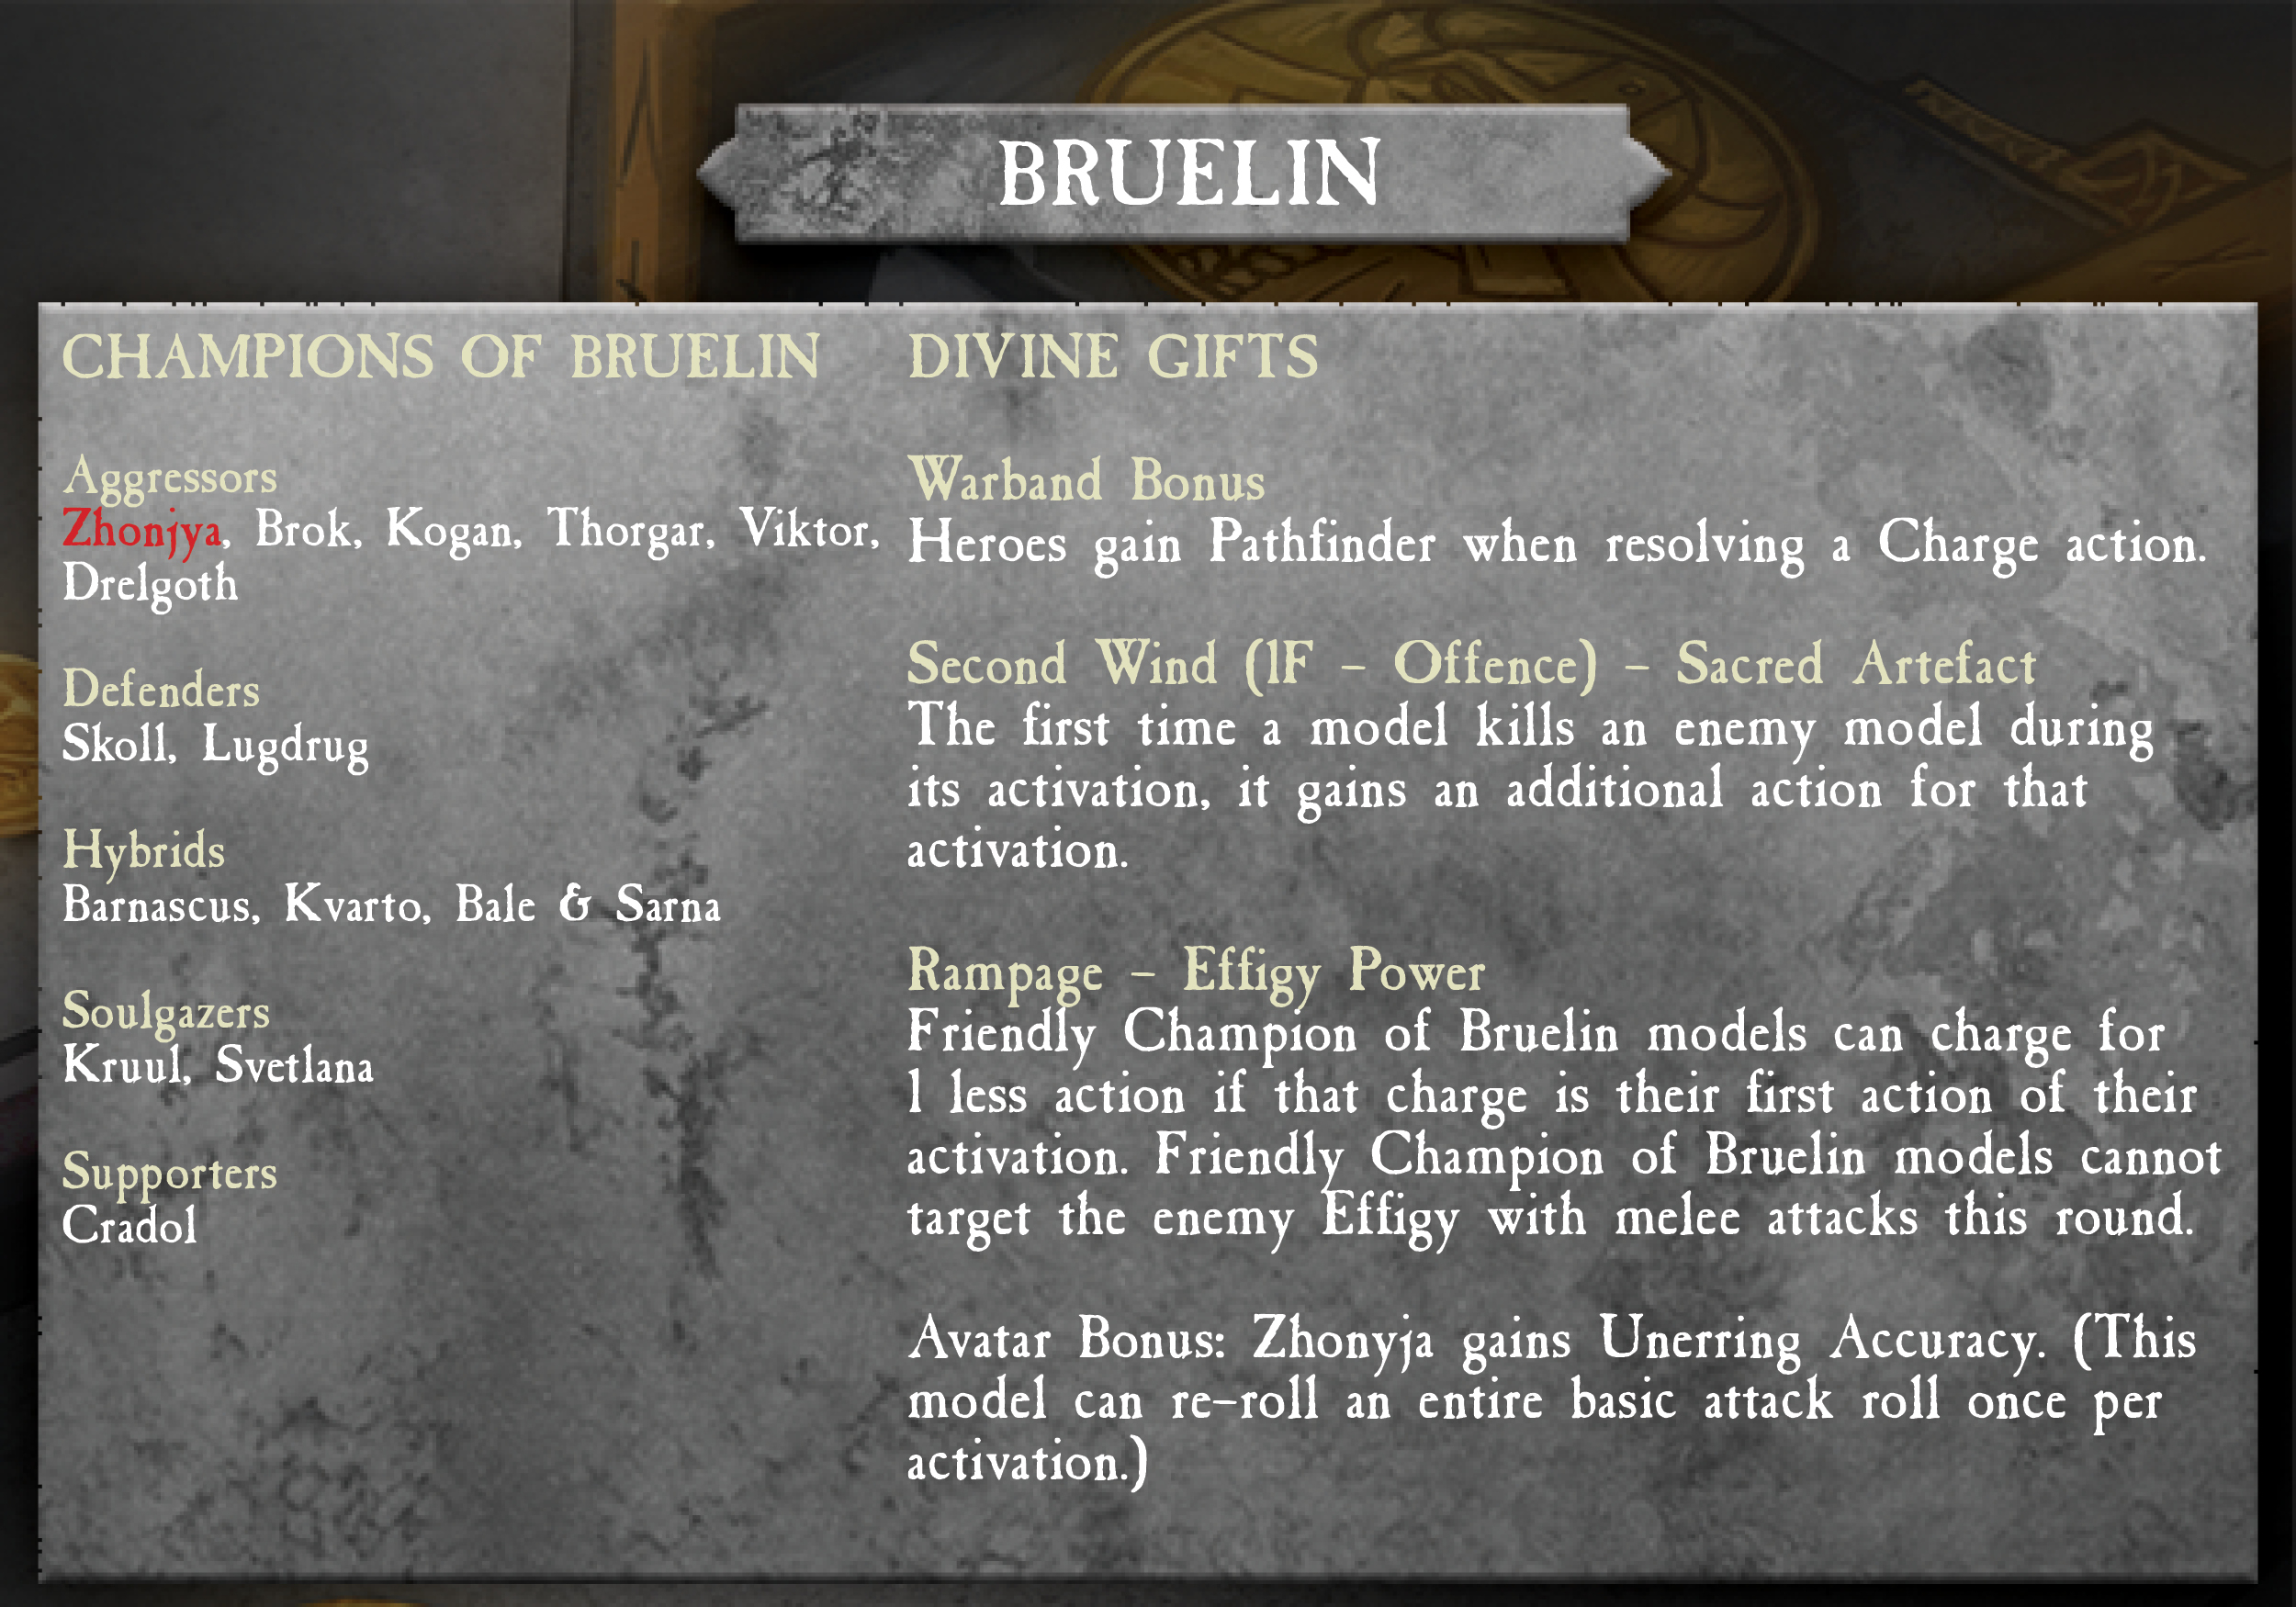 BRUELIN
CHAMPIONS OF BRUELIN
Aggressors
Zhonjya, Brok, Kogan, Thorgar, Viktor,
Drelgoth
Defenders
Skoll, Lugdrug
Hybrids
Barnascus, Kvarto, Bale & Sarna
Soulgazers
Kruul, Svetlana
Supporters
Cradol
DIVINE GIFTS
Warband Bonus
Heroes gain Pathfinder when resolving a Charge action.
Second Wind (1F – Offence) – Sacred Artefact
The first time a model kills an enemy model during
its activation, it gains an additional action for that
activation.
Rampage – Effigy Power
Friendly Champion of Bruelin models can charge for
1 less action if that charge is their first action of their
activation. Friendly Champion of Bruelin models cannot
target the enemy Effigy with melee attacks this round.
Avatar Bonus: Zhonyja gains Unerring Accuracy. (This
model can re-roll an entire basic attack roll once per
activation.)